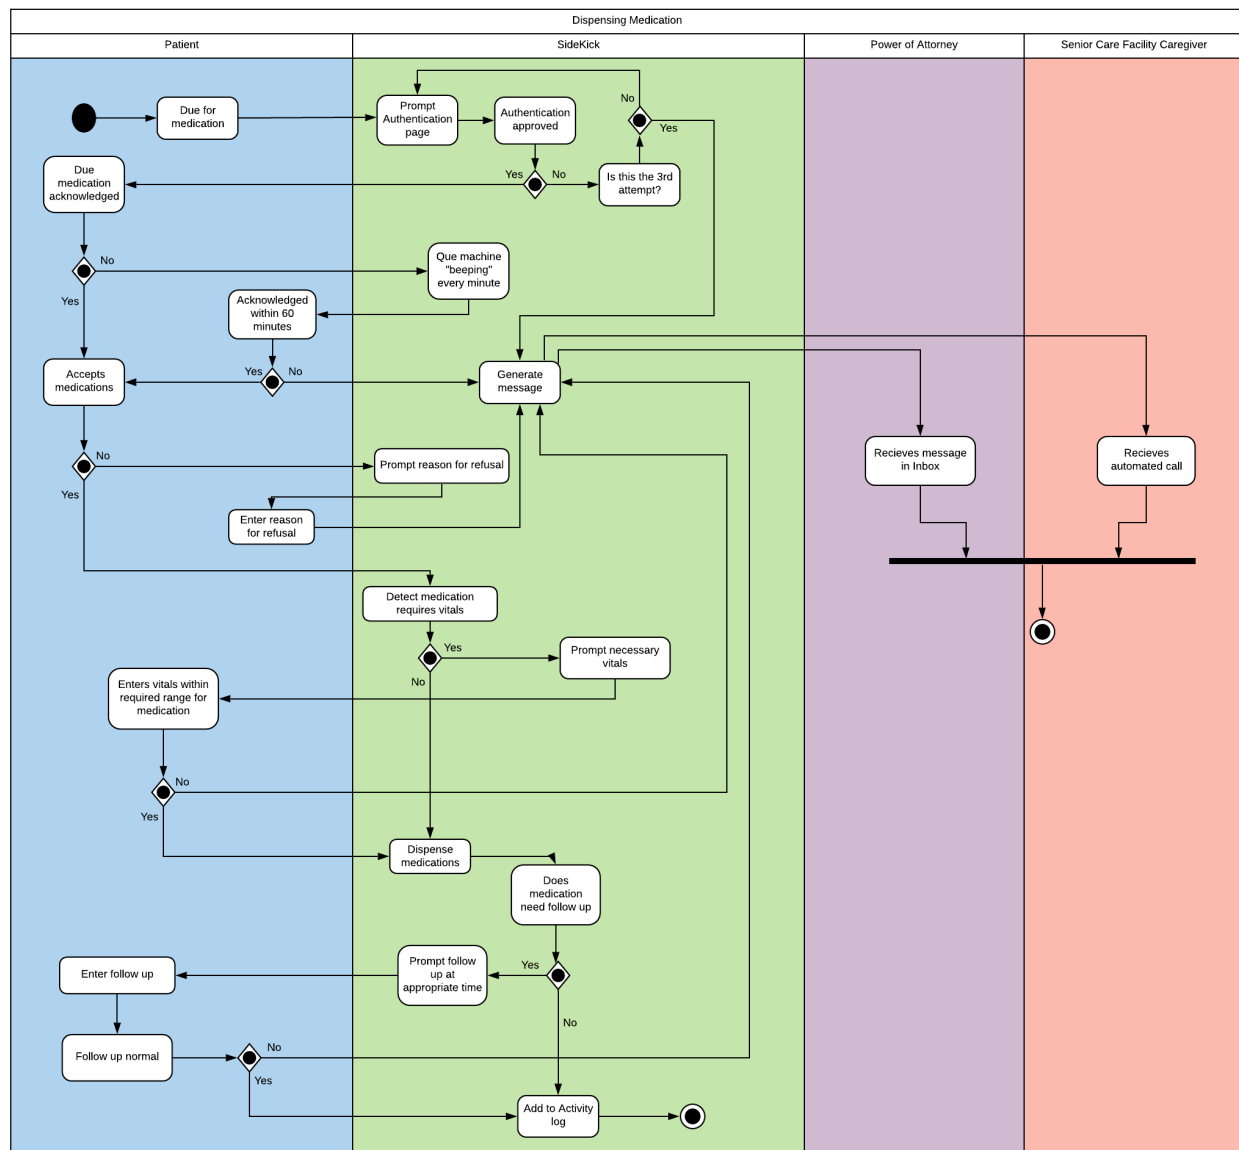 Dispensing Medication
Patient
SideKick
Power of Attorney
Senior Care Facility Caregiver
Due for
medication
Prompt
Authentication
page
Authentication
approved
No
Yes
Due
medication
acknowledged
Yes
No
Is this the 3rd
attempt?
No
Yes
Que machine
"beeping"
every minute
Acknowledged
within 60
minutes
Accepts
medications
Yes
No
Generate
message
No
Yes
Prompt reason for refusal
Enter reason
for refusal
Recieves message
in Inbox
Recieves
automated call
Detect medication
requires vitals
Yes
No
Prompt necessary
vitals
Enters vitals within
required range for
medication
No
Yes
Dispense
medications
Does
medication
need follow up
Yes
No
Prompt follow
up at
appropriate time
Enter follow up
Follow up normal
No
Yes
Add to Activity
log